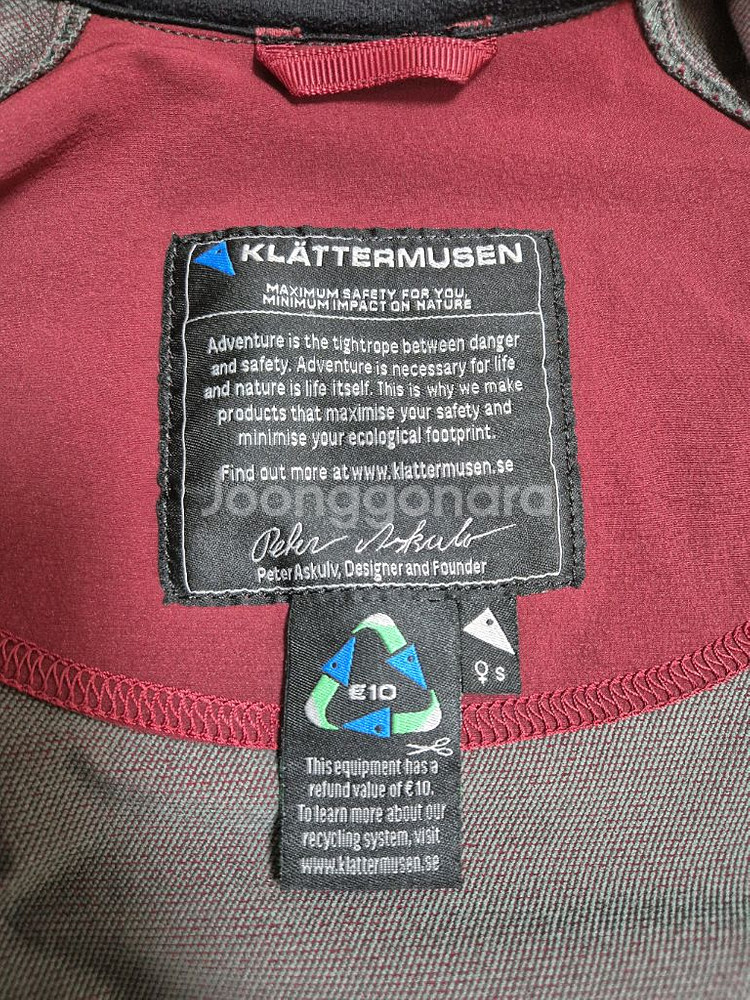 KLÄTTERMUSEN
MAXIMUM SAFETY FOR YOU,
MINIMUM IMPACT ON NATURE
Adventure is the tightrope between danger
and safety. Adventure is necessary for life
and nature is life itself. This is why we make
products that maximise your safety and
minimise your ecological footprint.
Find out more at www.klattermusen.se
Joonggonara
Peter Askulv
Peter Askulv, Designer and Founder
€10
♀ S
This equipment has a
refund value of €10.
To learn more about our
recycling system, visit
www.klattermusen.se